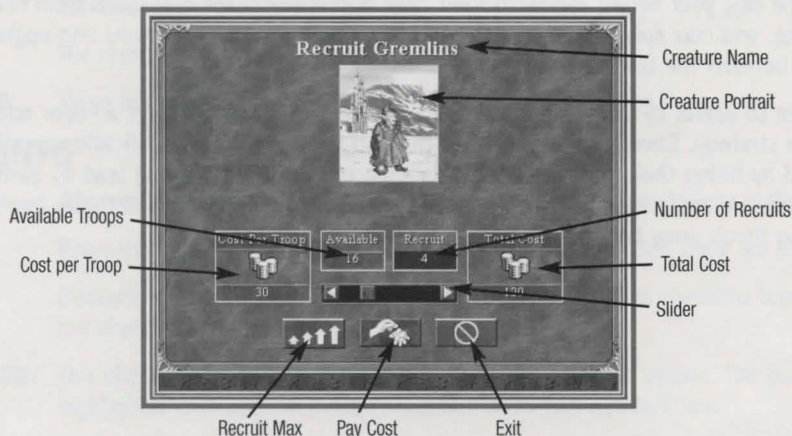 Recruit Gremlins
Creature Name
Creature Portrait
Available Troops
Cost per Troop
Cost Per Troop
30
Available
16
Recruit
4
Total Cost
120
Number of Recruits
Total Cost
Slider
Recruit Max
Pay Cost
Exit